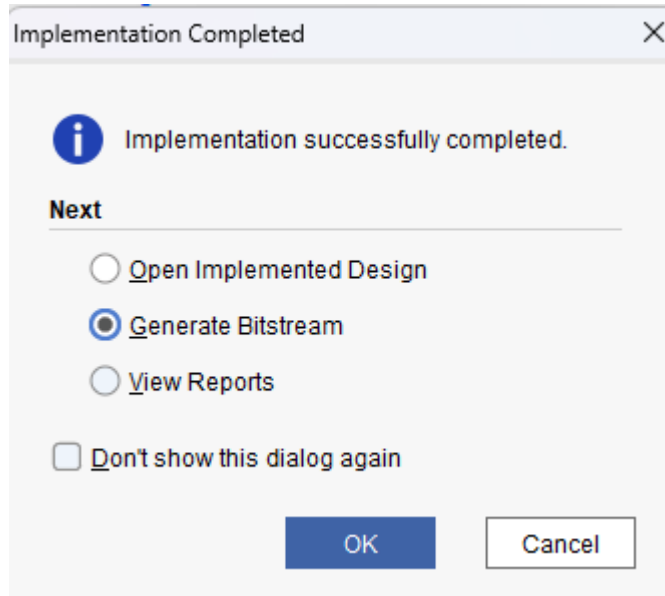 Implementation Completed
Implementation successfully completed.
Next
Open Implemented Design
Generate Bitstream
View Reports
Don't show this dialog again
OK
Cancel